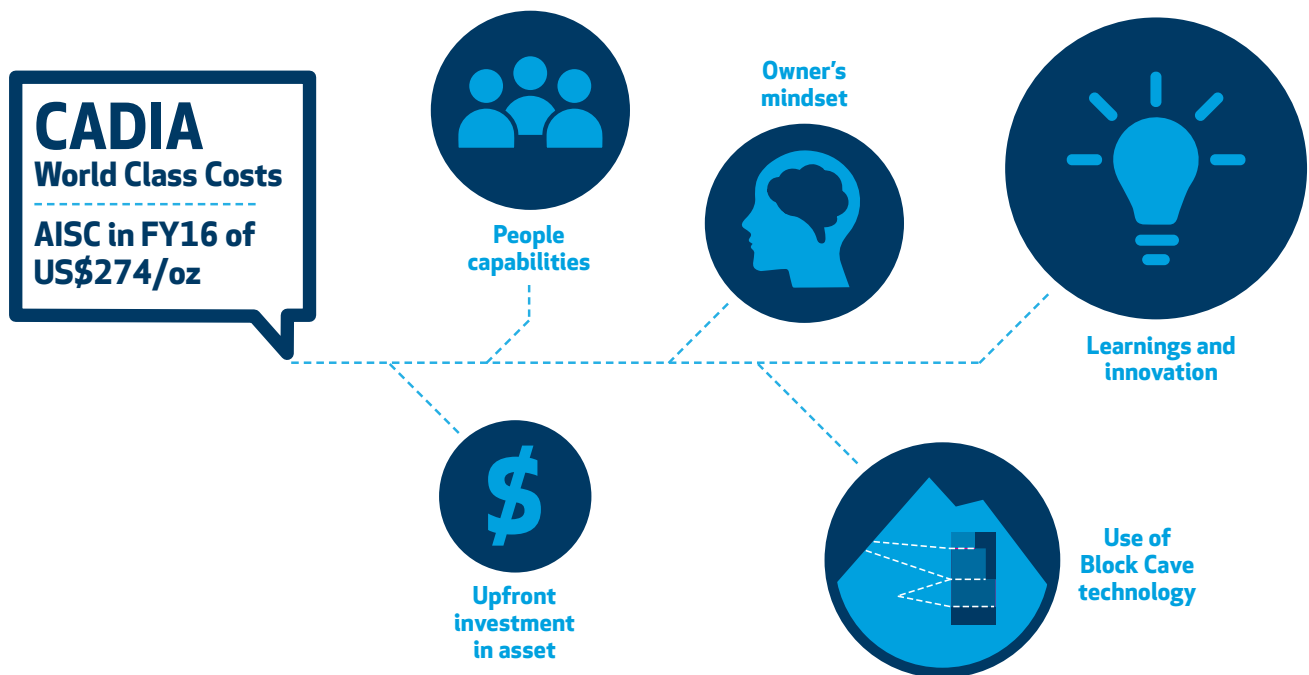 CADIA
World Class Costs
AISC in FY16 of
US$274/oz
People
capabilities
Owner's
mindset
Learnings and
innovation
$
Upfront
investment
in asset
Use of
Block Cave
technology